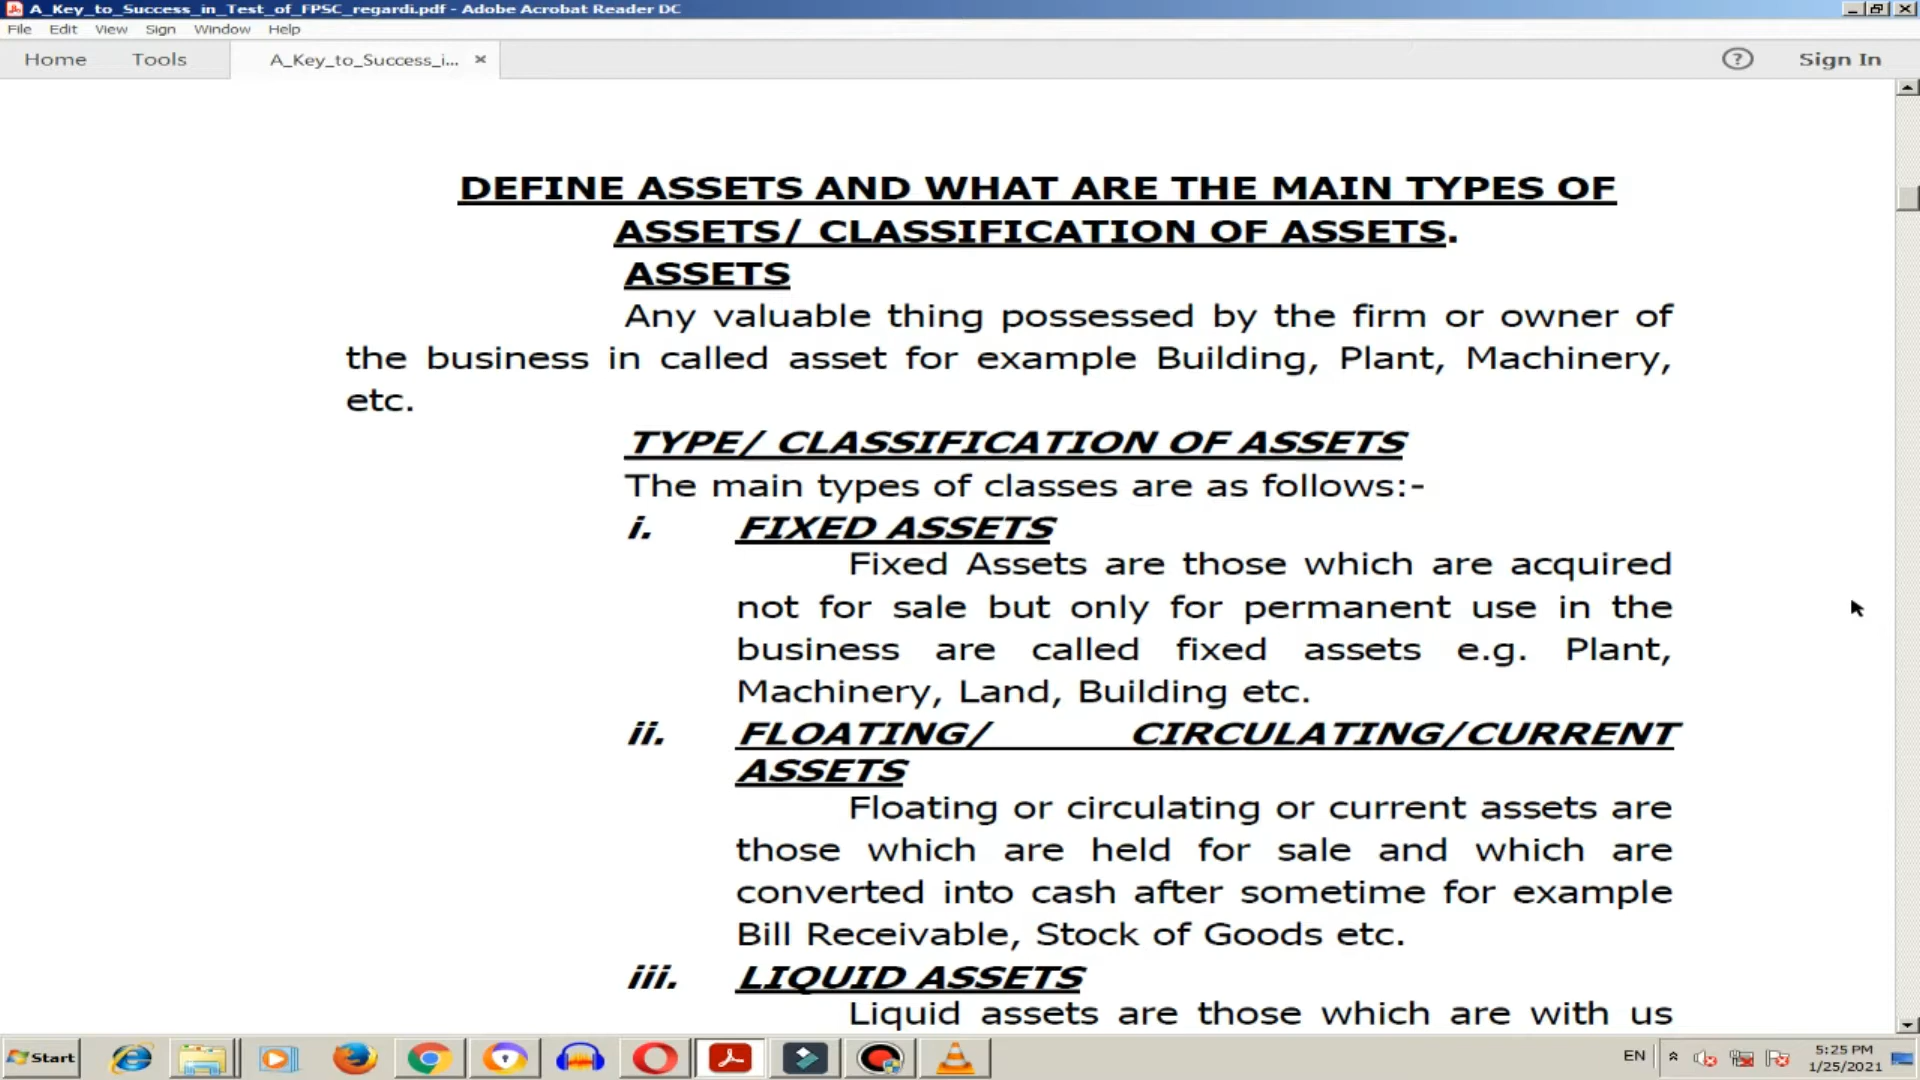 A_Key_to_Success_in_Test_of_FPSC_regardi.pdf - Adobe Acrobat Reader DC
File Edit View Sign Window Help
Home Tools A_Key_to_Success_i... × ? Sign In
DEFINE ASSETS AND WHAT ARE THE MAIN TYPES OF
ASSETS/ CLASSIFICATION OF ASSETS.
ASSETS
Any valuable thing possessed by the firm or owner of
the business in called asset for example Building, Plant, Machinery,
etc.
TYPE/ CLASSIFICATION OF ASSETS
The main types of classes are as follows:-
i. FIXED ASSETS
Fixed Assets are those which are acquired
not for sale but only for permanent use in the
business are called fixed assets e.g. Plant,
Machinery, Land, Building etc.
ii. FLOATING/ CIRCULATING/CURRENT
ASSETS
Floating or circulating or current assets are
those which are held for sale and which are
converted into cash after sometime for example
Bill Receivable, Stock of Goods etc.
iii. LIQUID ASSETS
Liquid assets are those which are with us
Start
EN
5:25 PM
1/25/2021